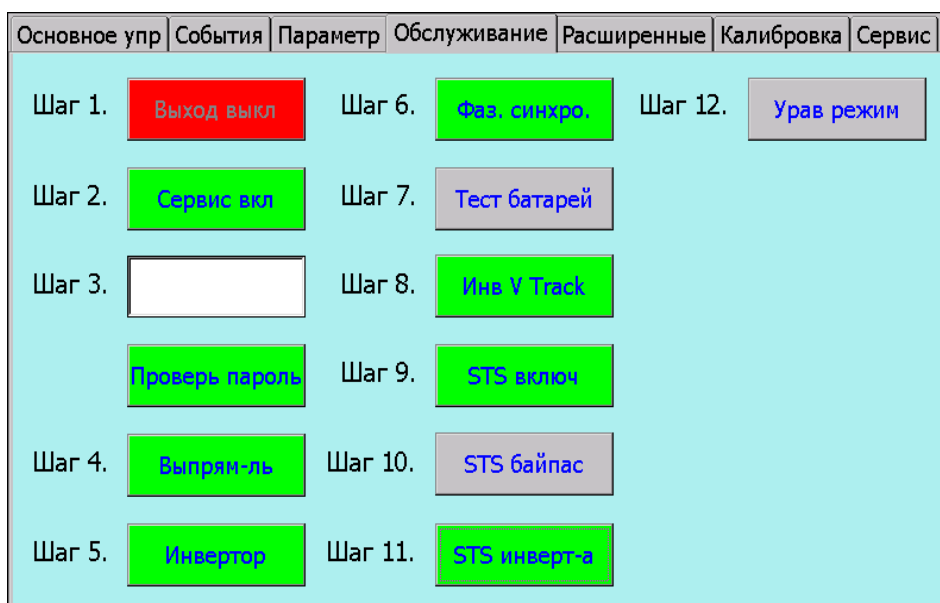 Основное упр События Параметр Обслуживание Расширенные Калибровка Сервис
Шаг 1. Выход выкл Шаг 6. Фаз. синхро. Шаг 12. Урав режим
Шаг 2. Сервис вкл Шаг 7. Тест батарей
Шаг 3. Шаг 8. Инв V Track
Проверь пароль Шаг 9. STS включ
Шаг 4. Выпрям-ль Шаг 10. STS байпас
Шаг 5. Инвертор Шаг 11. STS инверт-а